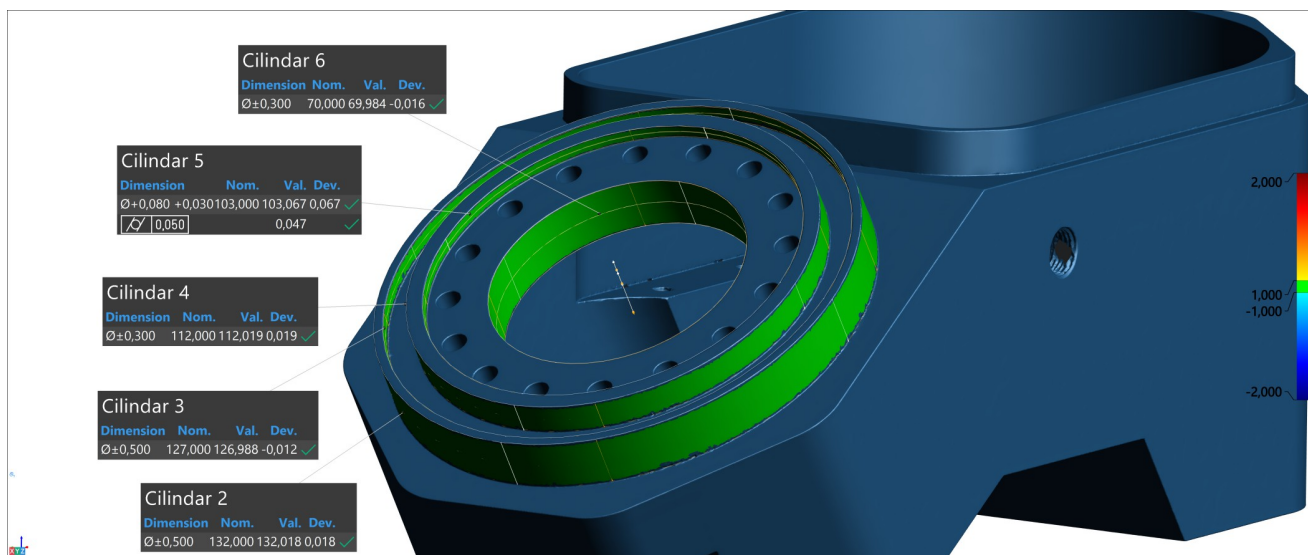 Cilindar 6
Dimension Nom. Val. Dev.
Ø±0,300 70,000 69,984 -0,016 ✓
Cilindar 5
Dimension Nom. Val. Dev.
Ø+0,080 +0,030103,000 103,067 0,067 ✓
⌭ 0,050 0,047 ✓
Cilindar 4
Dimension Nom. Val. Dev.
Ø±0,300 112,000 112,019 0,019 ✓
Cilindar 3
Dimension Nom. Val. Dev.
Ø±0,500 127,000 126,988 -0,012 ✓
Cilindar 2
Dimension Nom. Val. Dev.
Ø±0,500 132,000 132,018 0,018 ✓
2,000
1,000
-1,000
-2,000
X Y Z